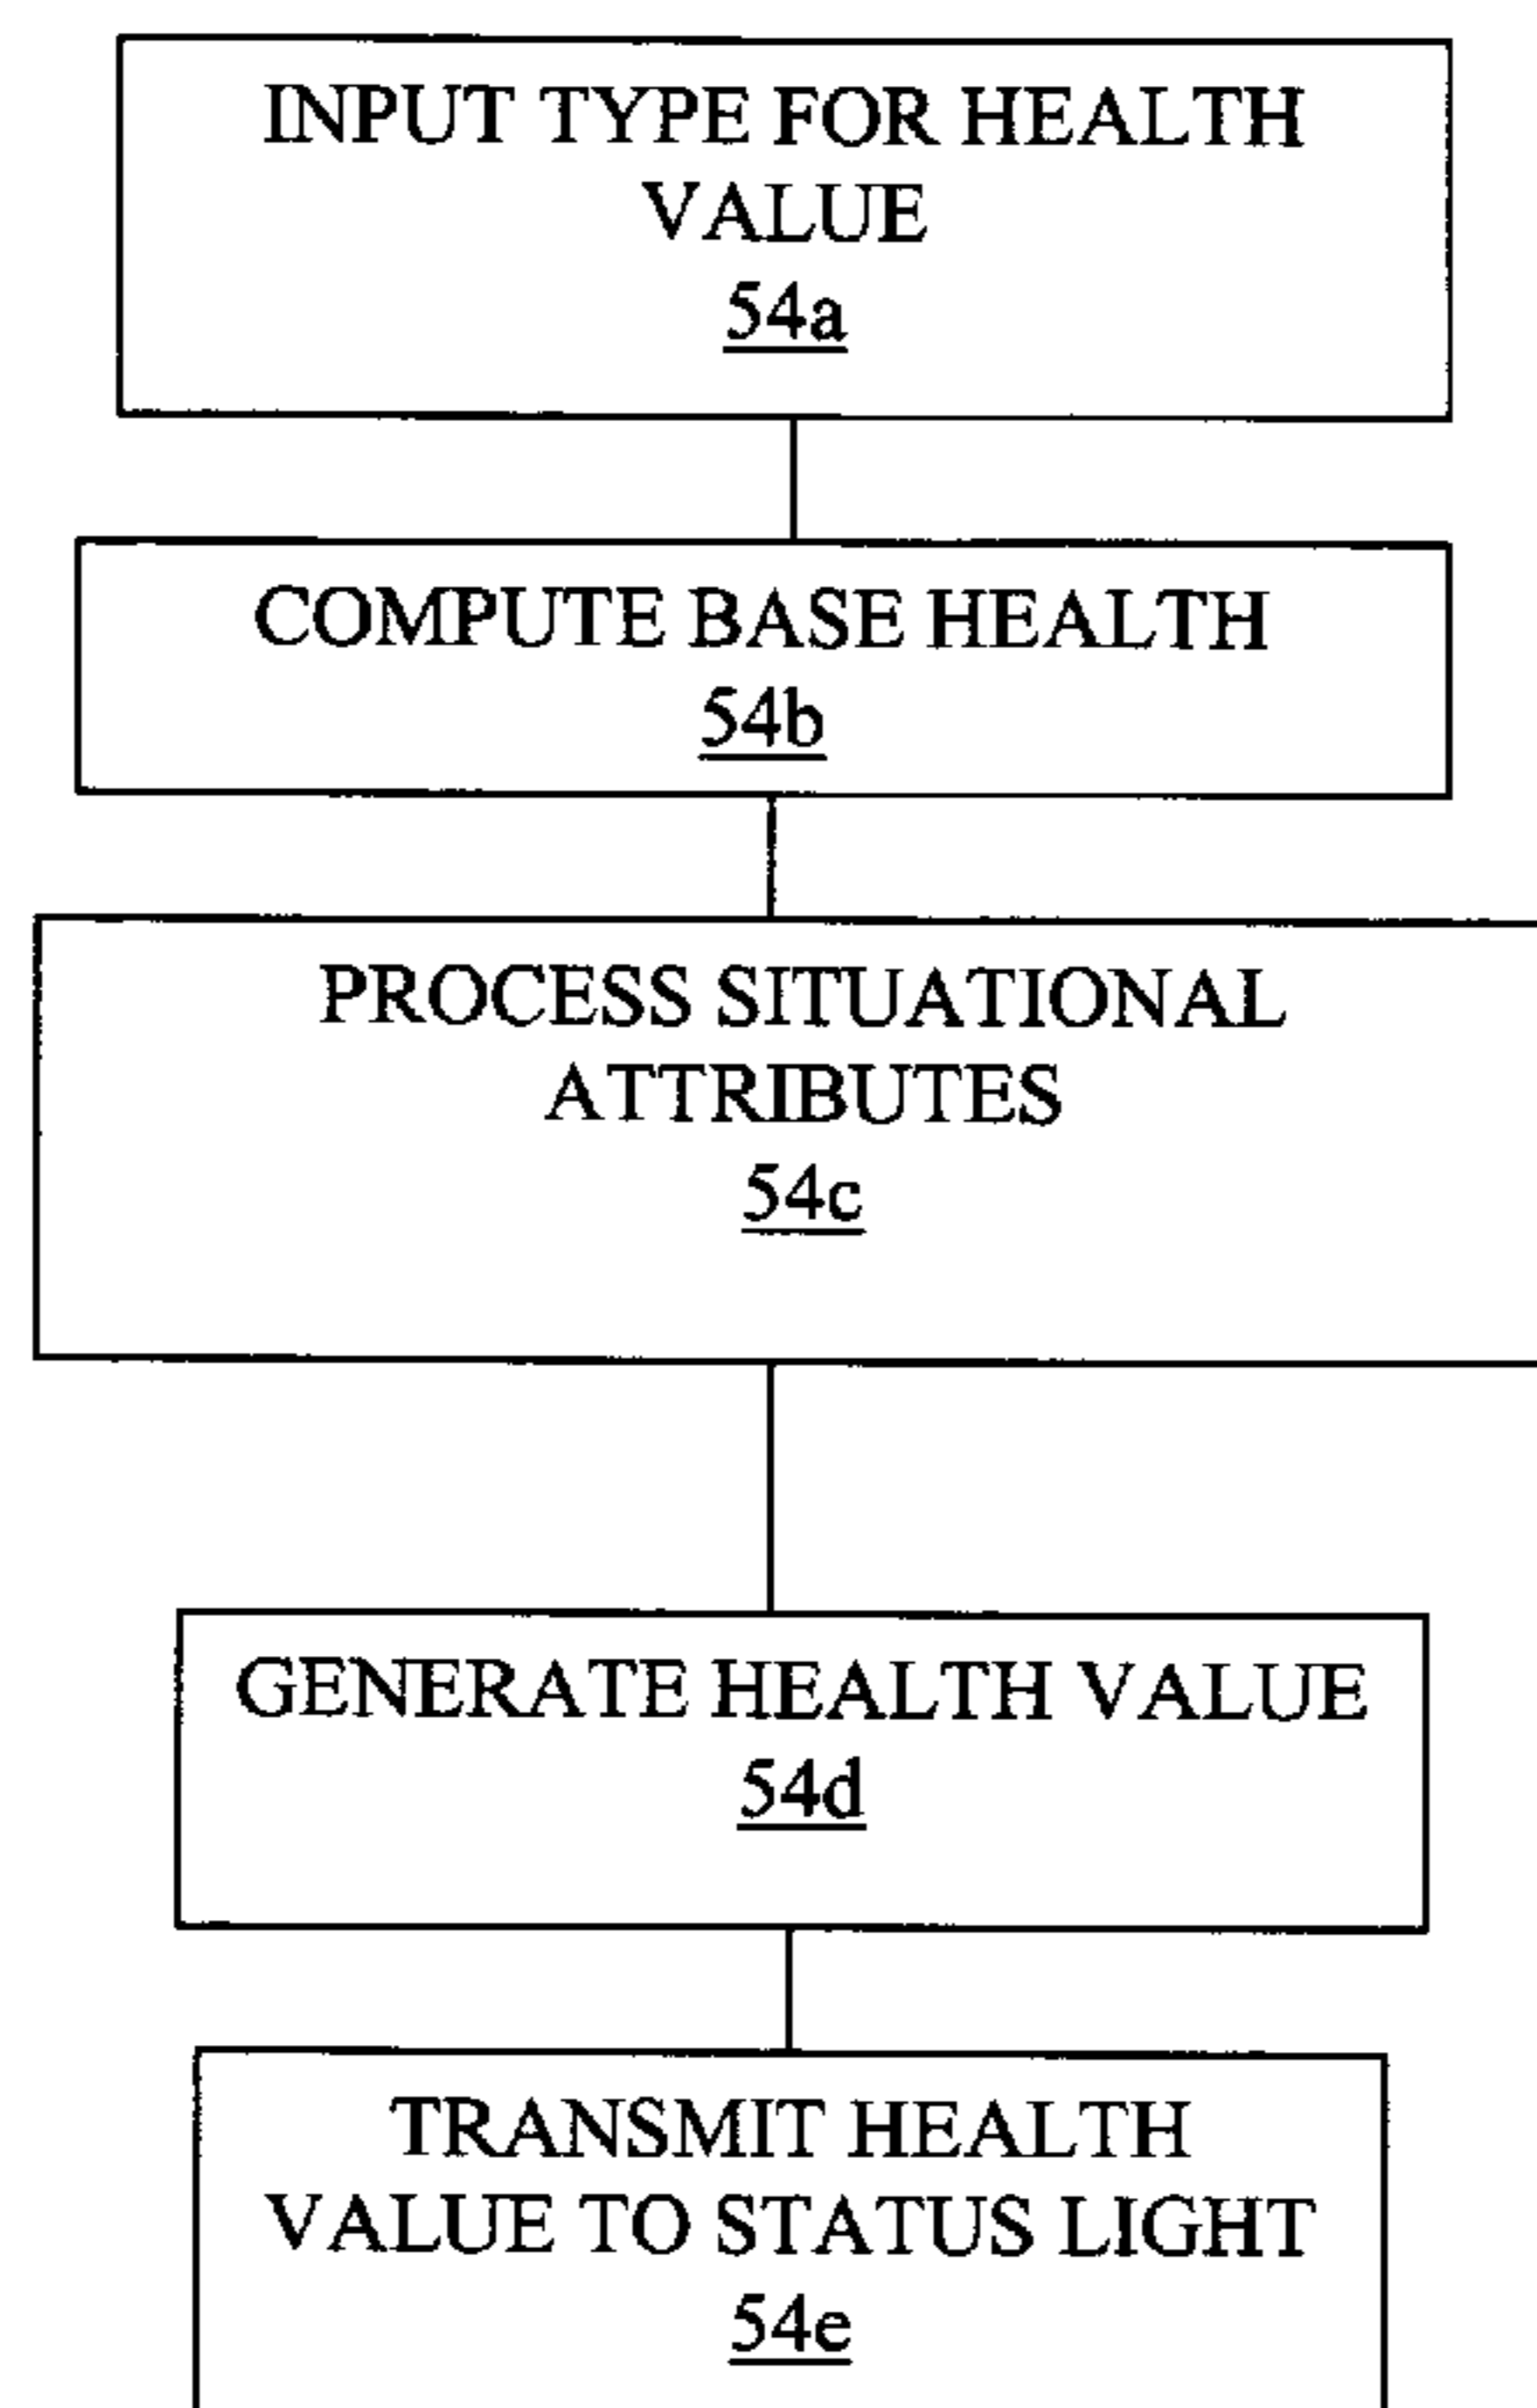 INPUT TYPE FOR HEALTH
VALUE
54a
COMPUTE BASE HEALTH
54b
PROCESS SITUATIONAL
ATTRIBUTES
54c
GENERATE HEALTH VALUE
54d
TRANSMIT HEALTH
VALUE TO STATUS LIGHT
54e